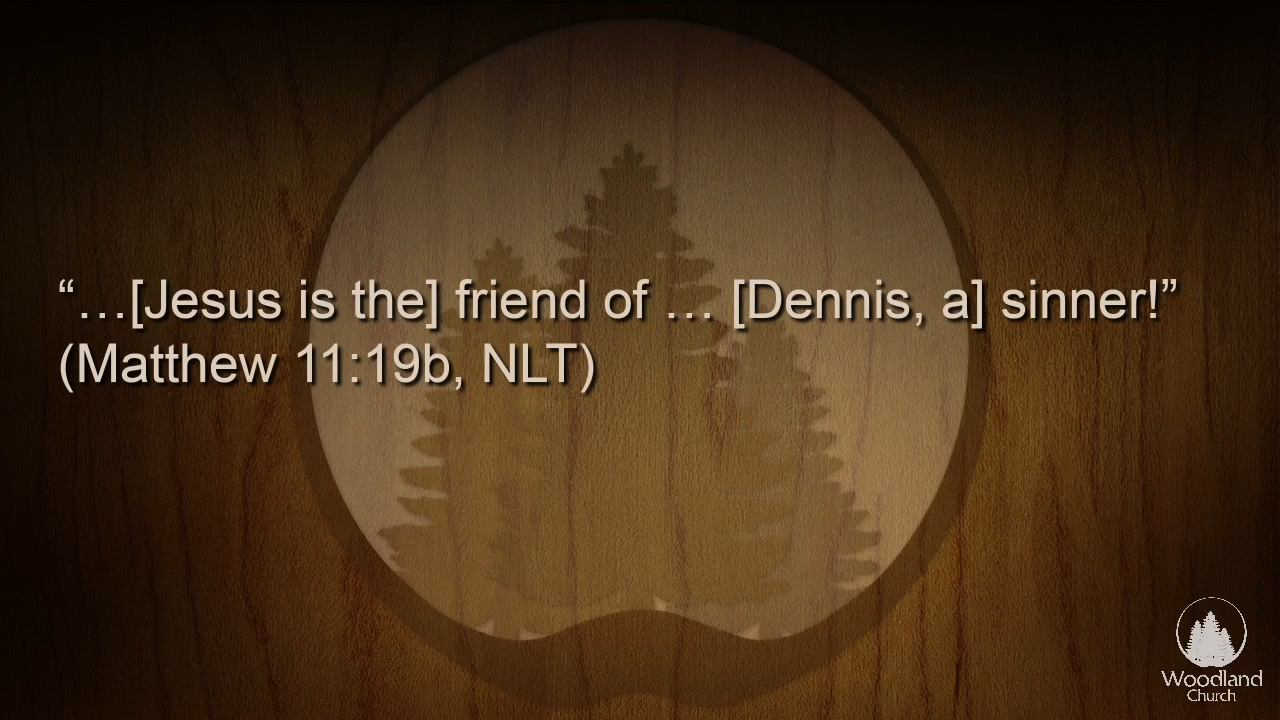 “…[Jesus is the] friend of … [Dennis, a] sinner!”
(Matthew 11:19b, NLT)
Woodland
Church